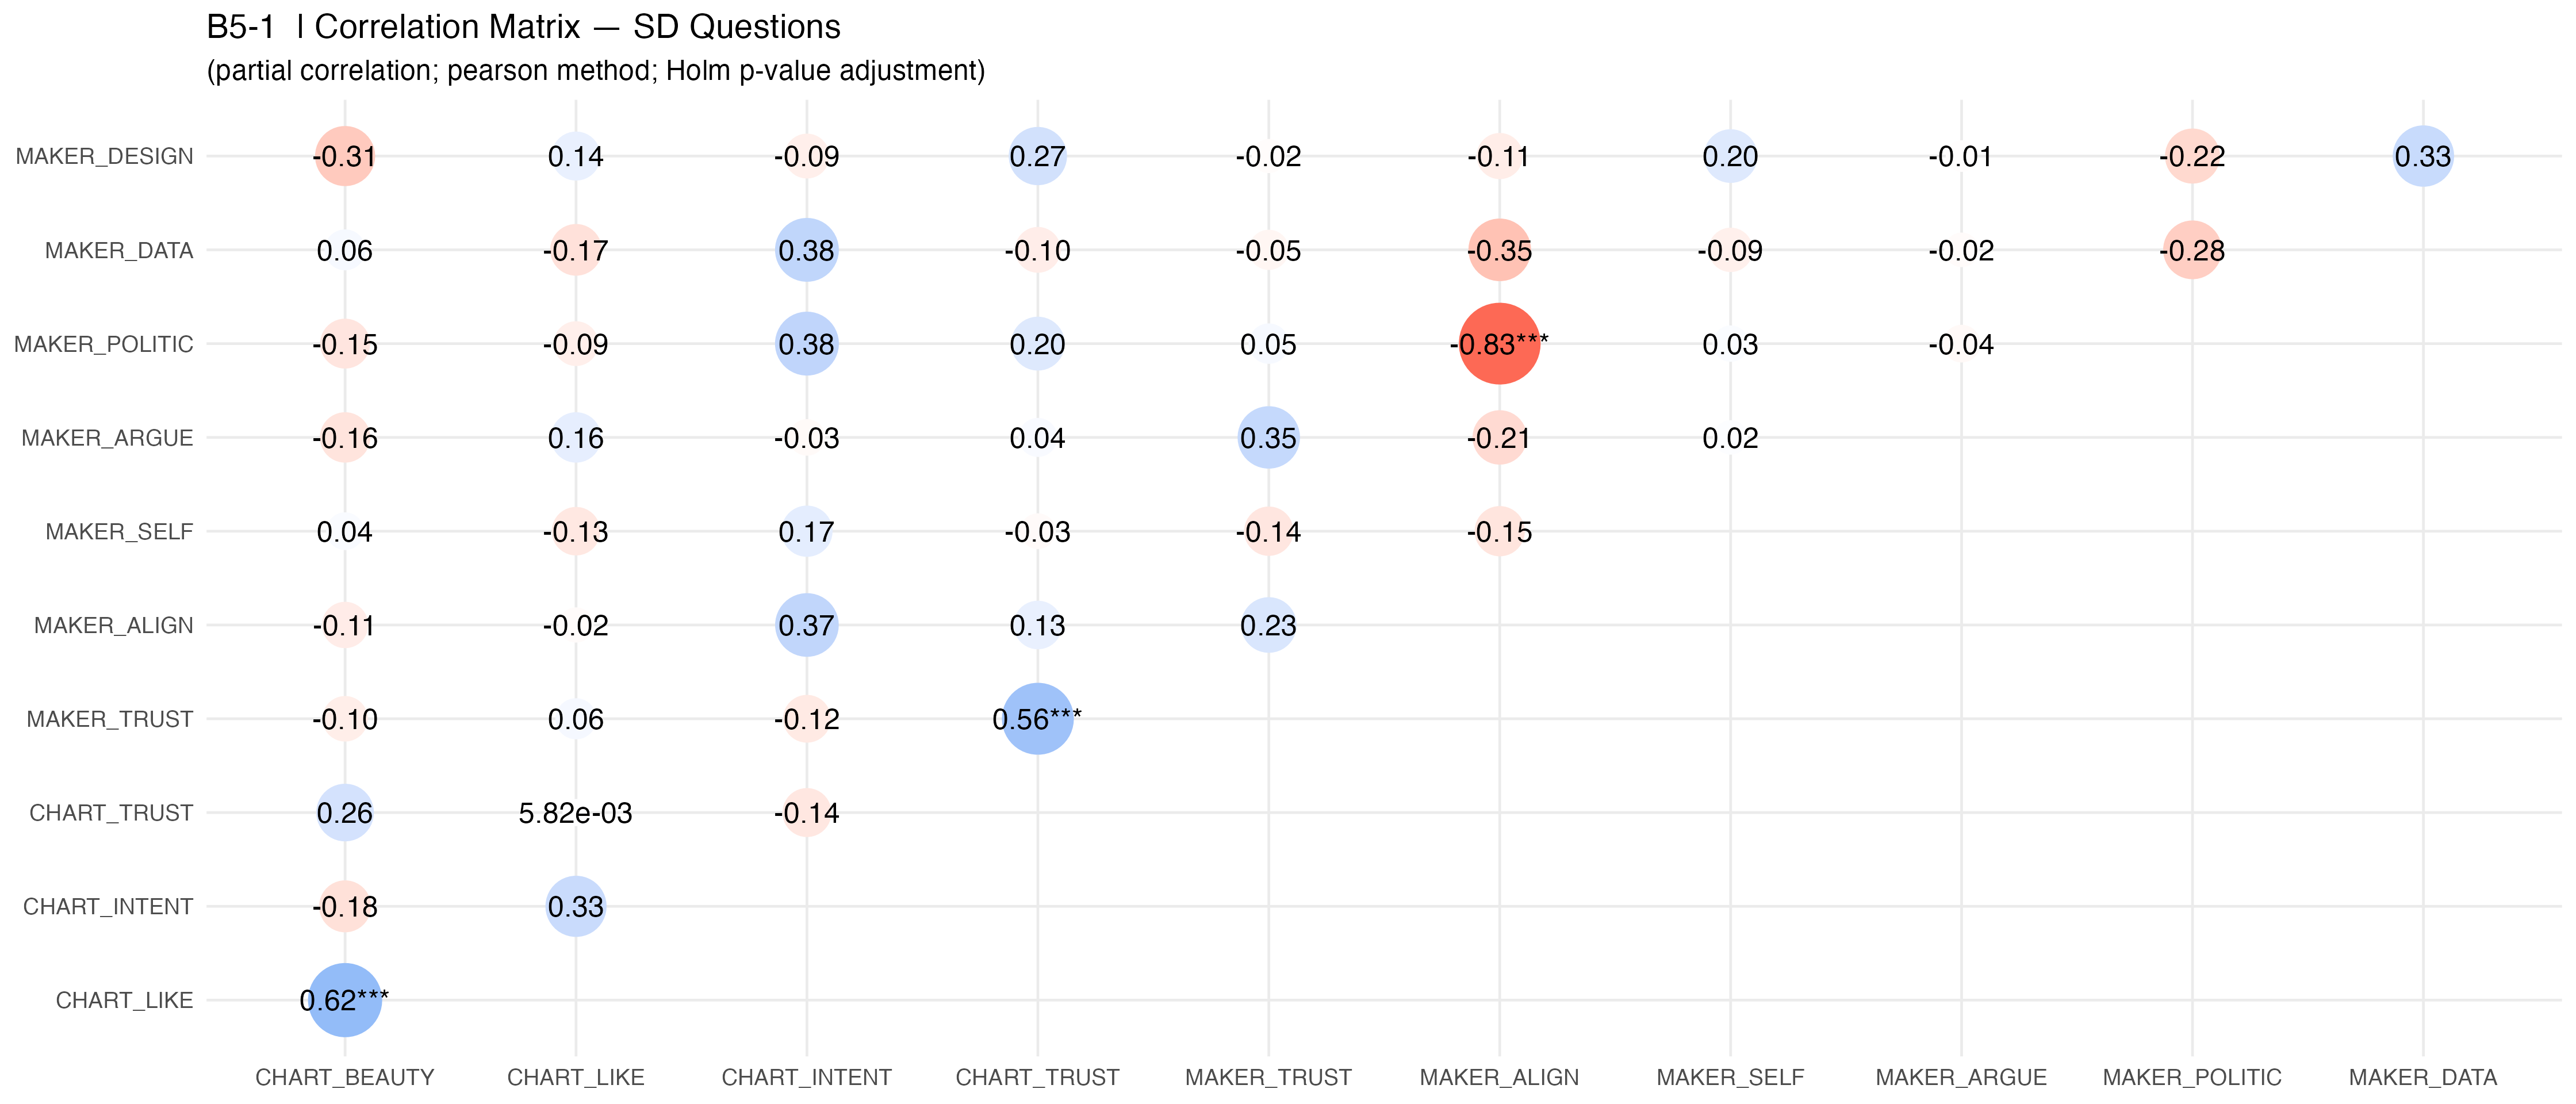 B5-1 | Correlation Matrix — SD Questions
(partial correlation; pearson method; Holm p-value adjustment)
MAKER_DESIGN -0.31 0.14 -0.09 0.27 -0.02 -0.11 0.20 -0.01 -0.22 0.33
MAKER_DATA 0.06 -0.17 0.38 -0.10 -0.05 -0.35 -0.09 -0.02 -0.28
MAKER_POLITIC -0.15 -0.09 0.38 0.20 0.05 -0.83*** 0.03 -0.04
MAKER_ARGUE -0.16 0.16 -0.03 0.04 0.35 -0.21 0.02
MAKER_SELF 0.04 -0.13 0.17 -0.03 -0.14 -0.15
MAKER_ALIGN -0.11 -0.02 0.37 0.13 0.23
MAKER_TRUST -0.10 0.06 -0.12 0.56***
CHART_TRUST 0.26 5.82e-03 -0.14
CHART_INTENT -0.18 0.33
CHART_LIKE 0.62***
CHART_BEAUTY CHART_LIKE CHART_INTENT CHART_TRUST MAKER_TRUST MAKER_ALIGN MAKER_SELF MAKER_ARGUE MAKER_POLITIC MAKER_DATA